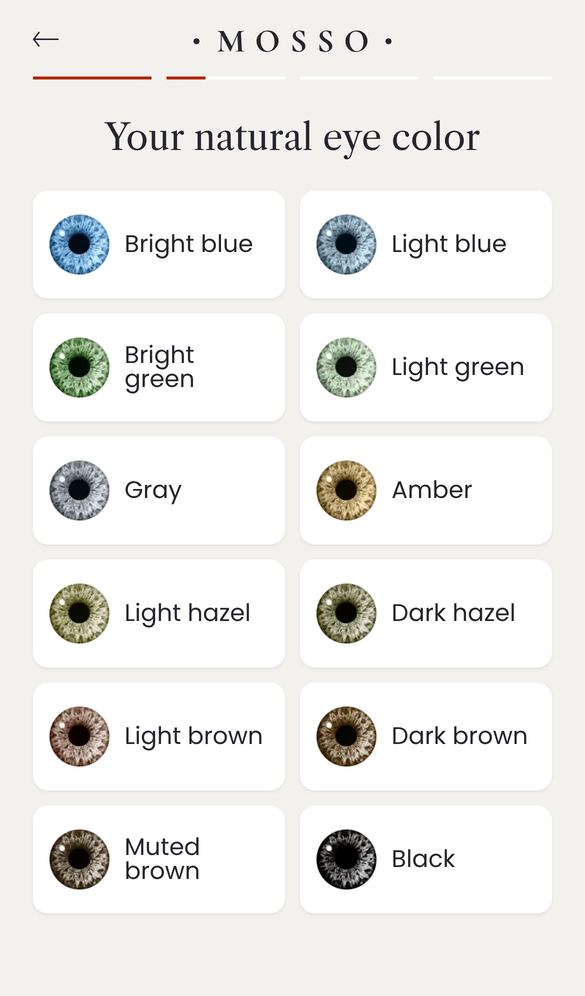 · MOSSO ·
Your natural eye color
Bright blue
Light blue
Bright
green
Light green
Gray
Amber
Light hazel
Dark hazel
Light brown
Dark brown
Muted
brown
Black